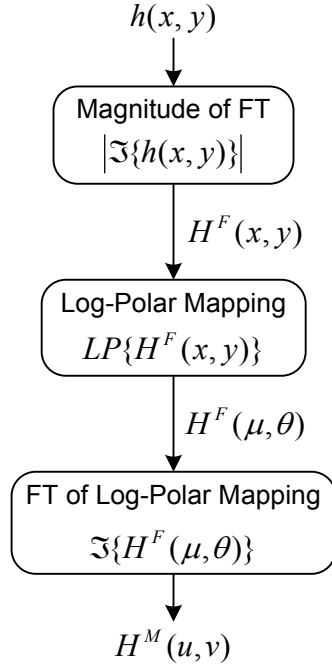 h(x, y)
Magnitude of FT
|ℑ{h(x, y)}|
H^F(x, y)
Log-Polar Mapping
LP{H^F(x, y)}
H^F(μ, θ)
FT of Log-Polar Mapping
ℑ{H^F(μ, θ)}
H^M(u, v)